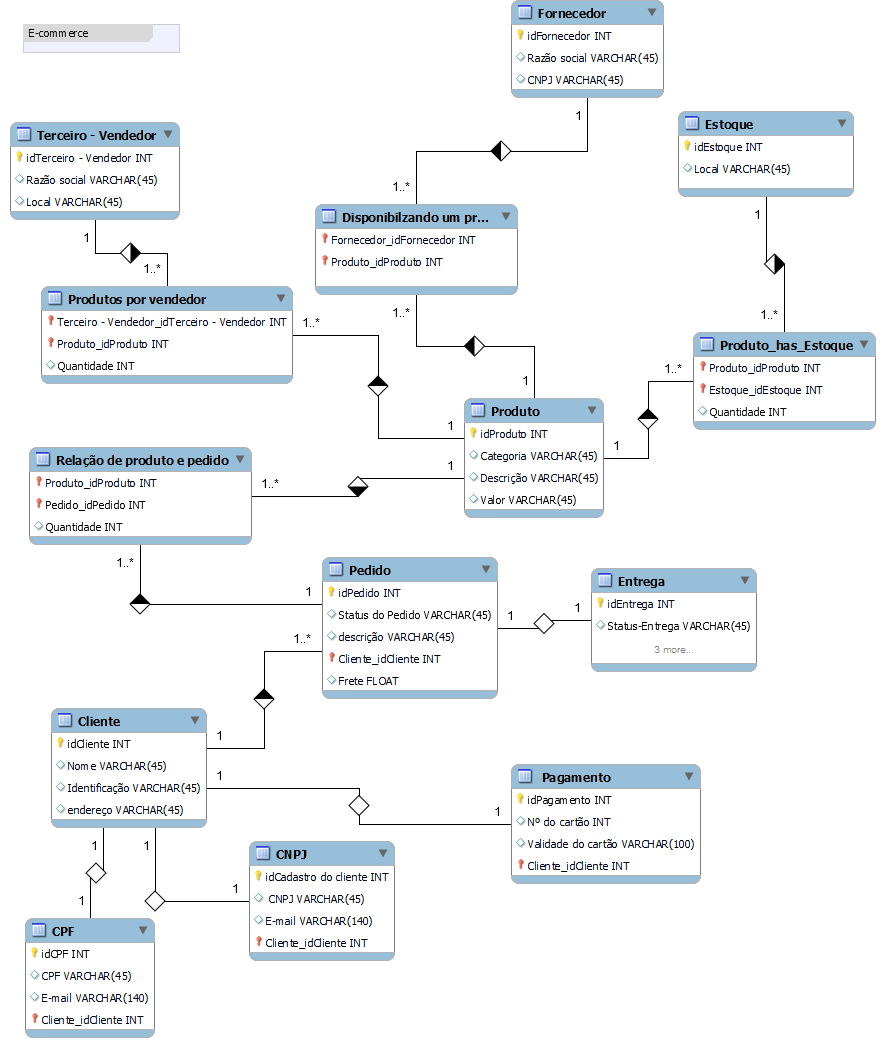 E-commerce
Fornecedor
idFornecedor INT
Razão social VARCHAR(45)
CNPJ VARCHAR(45)
1
1..*
Estoque
idEstoque INT
Local VARCHAR(45)
1
1..*
Terceiro - Vendedor
idTerceiro - Vendedor INT
Razão social VARCHAR(45)
Local VARCHAR(45)
1
1..*
Disponibilzando um pr...
Fornecedor_idFornecedor INT
Produto_idProduto INT
1..*
1
Produtos por vendedor
Terceiro - Vendedor_idTerceiro - Vendedor INT
Produto_idProduto INT
Quantidade INT
1..*
1
Produto_has_Estoque
Produto_idProduto INT
Estoque_idEstoque INT
Quantidade INT
1..*
1
Produto
idProduto INT
Categoria VARCHAR(45)
Descrição VARCHAR(45)
Valor VARCHAR(45)
1
1..*
Relação de produto e pedido
Produto_idProduto INT
Pedido_idPedido INT
Quantidade INT
1..*
1
Pedido
idPedido INT
Status do Pedido VARCHAR(45)
descrição VARCHAR(45)
Cliente_idCliente INT
Frete FLOAT
1
1
Entrega
idEntrega INT
Status-Entrega VARCHAR(45)
3 more...
1..*
1
Cliente
idCliente INT
Nome VARCHAR(45)
Identificação VARCHAR(45)
endereço VARCHAR(45)
1
1
Pagamento
idPagamento INT
Nº do cartão INT
Validade do cartão VARCHAR(100)
Cliente_idCliente INT
1
1
CNPJ
idCadastro do cliente INT
CNPJ VARCHAR(45)
E-mail VARCHAR(140)
Cliente_idCliente INT
1
1
CPF
idCPF INT
CPF VARCHAR(45)
E-mail VARCHAR(140)
Cliente_idCliente INT